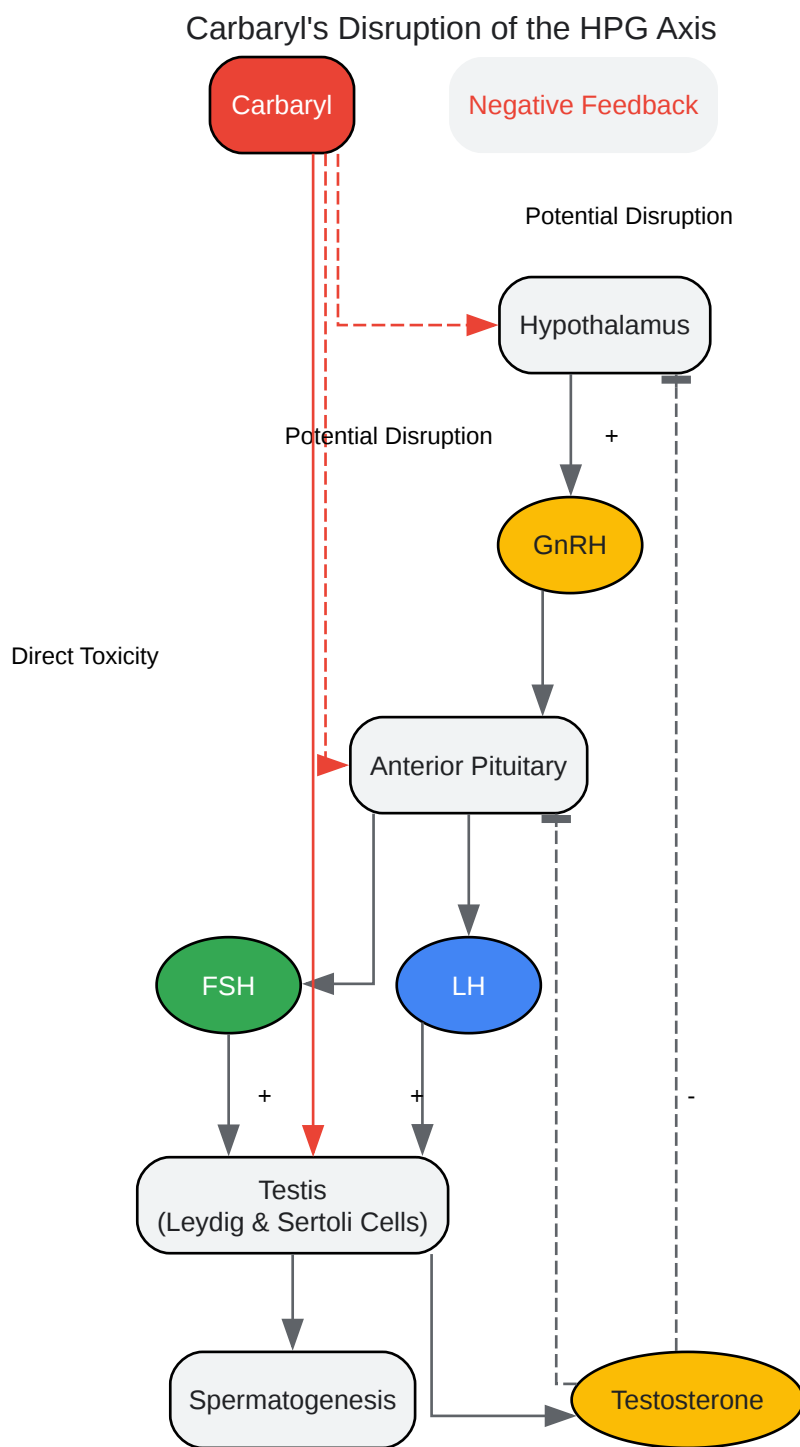 Carbaryl's Disruption of the HPG Axis
Carbaryl
Negative Feedback
Potential Disruption
Hypothalamus
Potential Disruption
+
GnRH
Direct Toxicity
Anterior Pituitary
FSH
LH
+
+
-
Testis
(Leydig & Sertoli Cells)
Spermatogenesis
Testosterone